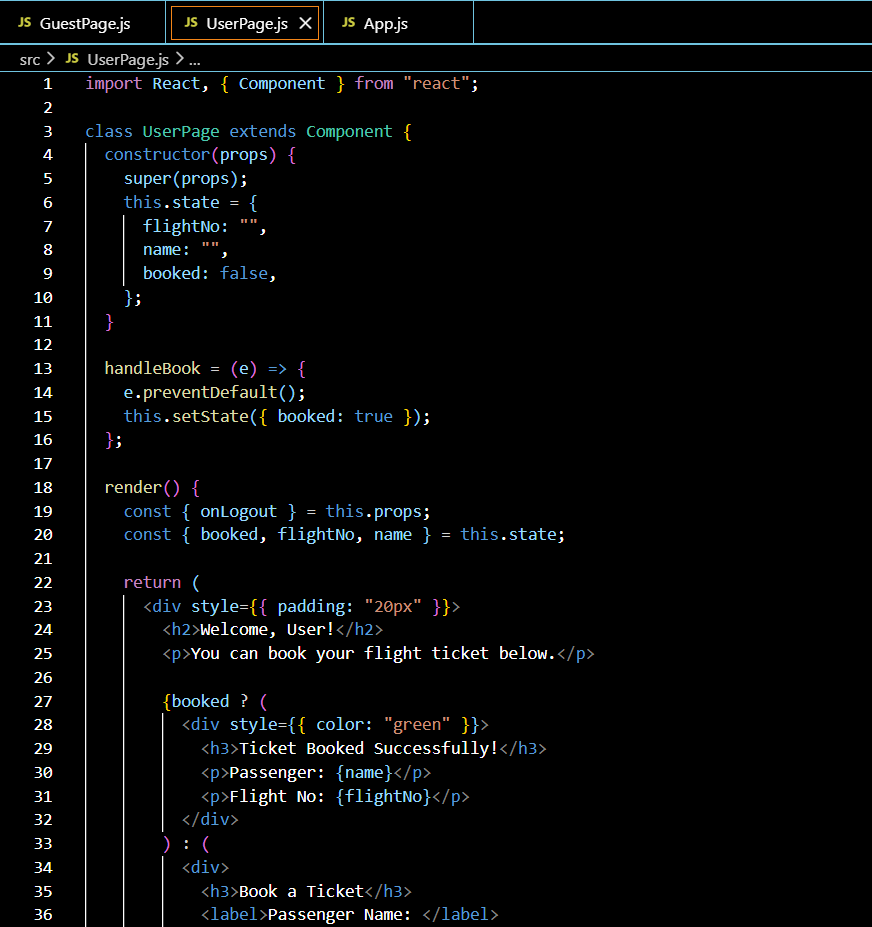 JS GuestPage.js JS UserPage.js × JS App.js
src > JS UserPage.js > ...
1 import React, { Component } from "react";
2
3 class UserPage extends Component {
4   constructor(props) {
5     super(props);
6     this.state = {
7       flightNo: "",
8       name: "",
9       booked: false,
10     };
11   }
12
13   handleBook = (e) => {
14     e.preventDefault();
15     this.setState({ booked: true });
16   };
17
18   render() {
19     const { onLogout } = this.props;
20     const { booked, flightNo, name } = this.state;
21
22     return (
23       <div style={{ padding: "20px" }}>
24         <h2>Welcome, User!</h2>
25         <p>You can book your flight ticket below.</p>
26
27         {booked ? (
28           <div style={{ color: "green" }}>
29             <h3>Ticket Booked Successfully!</h3>
30             <p>Passenger: {name}</p>
31             <p>Flight No: {flightNo}</p>
32           </div>
33         ) : (
34           <div>
35             <h3>Book a Ticket</h3>
36             <label>Passenger Name: </label>